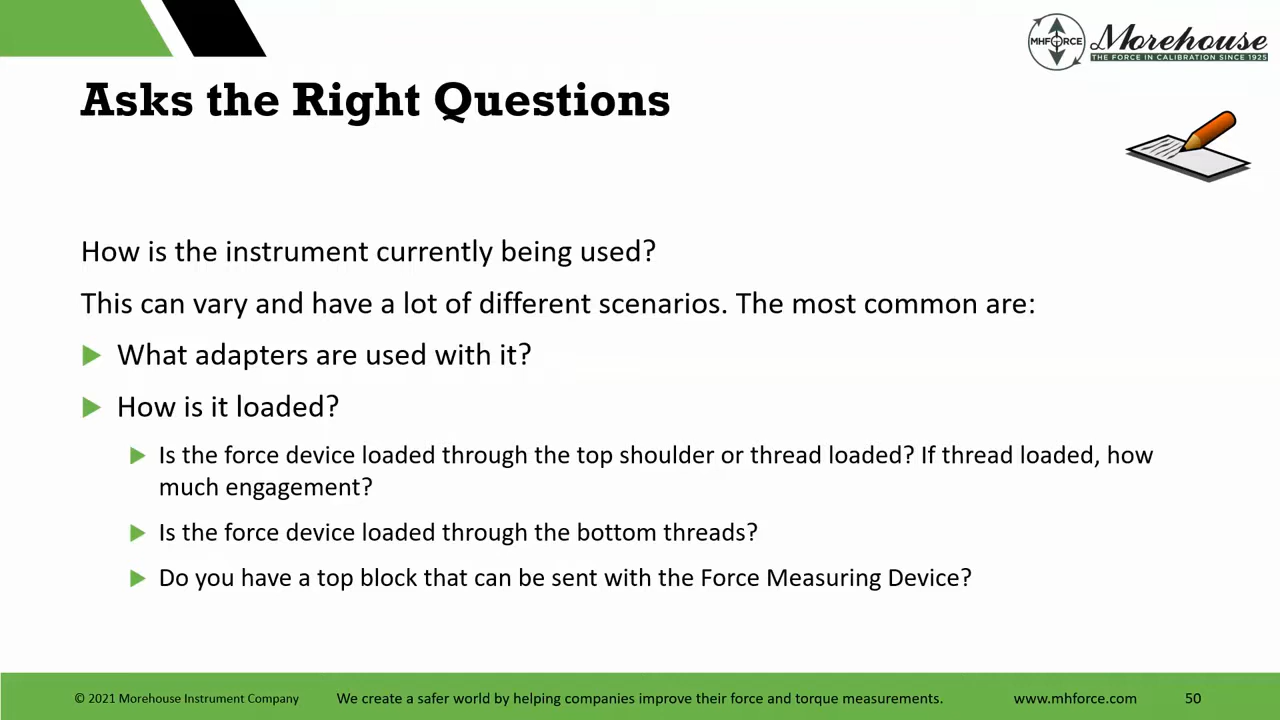 MHFORCE
Morehouse
THE FORCE IN CALIBRATION SINCE 1925
Asks the Right Questions
How is the instrument currently being used?
This can vary and have a lot of different scenarios. The most common are:
What adapters are used with it?
How is it loaded?
Is the force device loaded through the top shoulder or thread loaded? If thread loaded, how
much engagement?
Is the force device loaded through the bottom threads?
Do you have a top block that can be sent with the Force Measuring Device?
© 2021 Morehouse Instrument Company
We create a safer world by helping companies improve their force and torque measurements.
www.mhforce.com
50